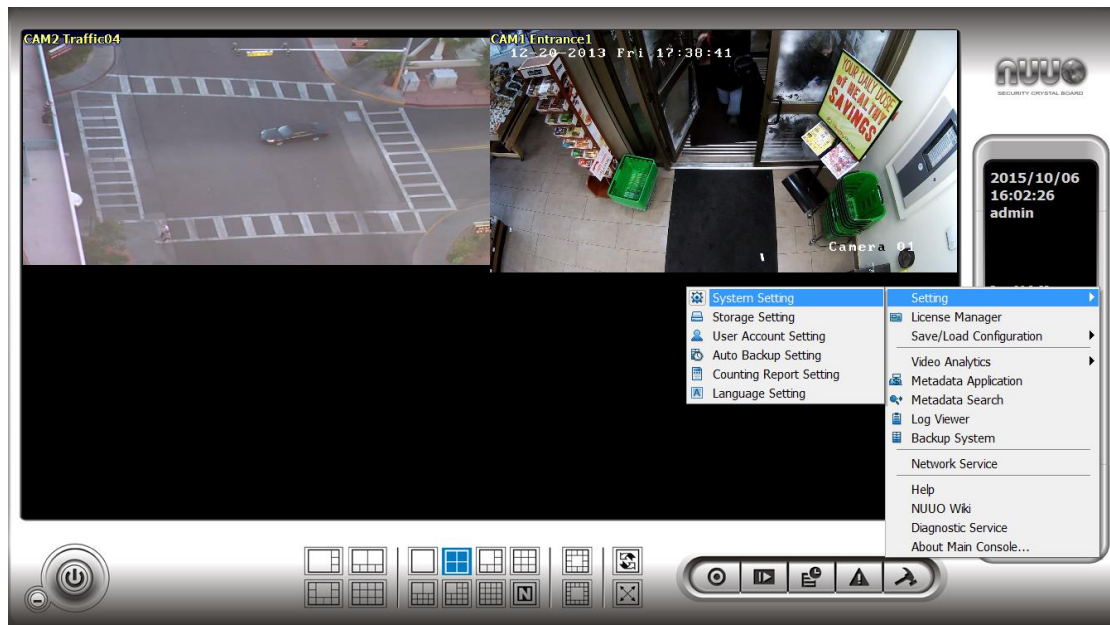 CAM2 Traffic04
CAM1 Entrance1
12-20-2013 Fri 17:38:41
YOUR DAILY DOSE
OF HEALTHY
SAVINGS
Camera 01
NUUO
SECURITY CRYSTAL BOARD
2015/10/06
16:02:26
admin
System Setting
Storage Setting
User Account Setting
Auto Backup Setting
Counting Report Setting
Language Setting
Setting
License Manager
Save/Load Configuration
Video Analytics
Metadata Application
Metadata Search
Log Viewer
Backup System
Network Service
Help
NUUO Wiki
Diagnostic Service
About Main Console...
N